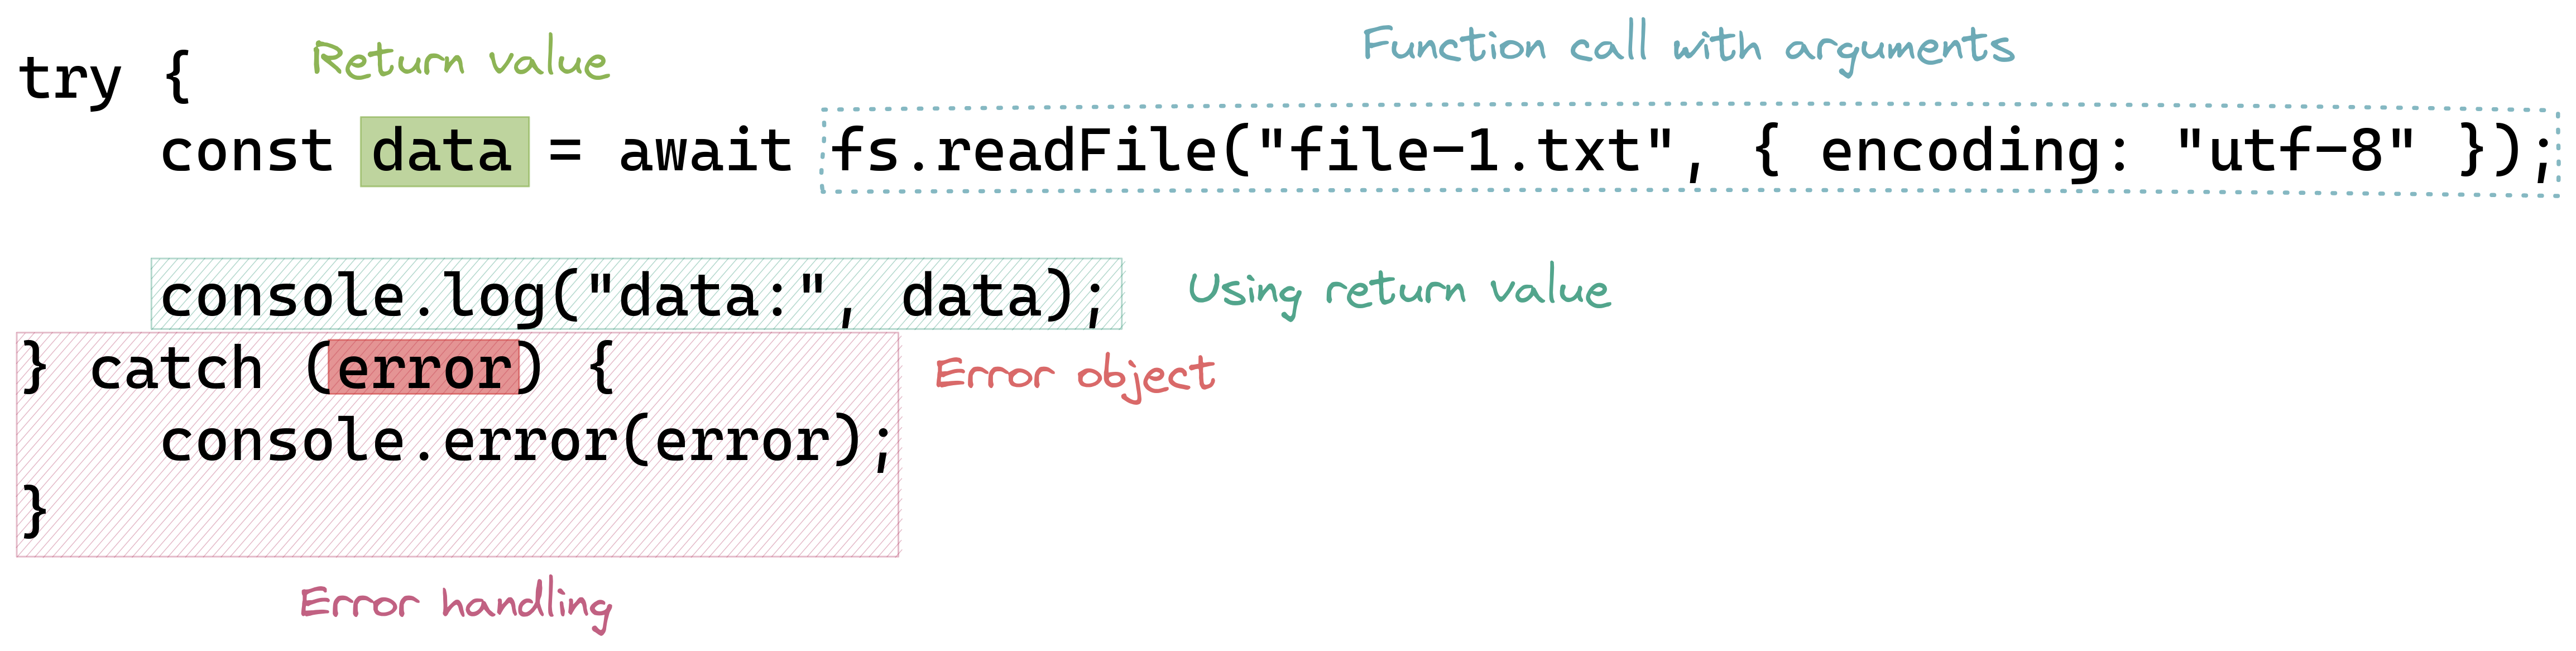 Return value
Function call with arguments
try {
const data = await fs.readFile("file-1.txt", { encoding: "utf-8" });
console.log("data:", data);
Using return value
} catch (error) {
Error object
console.error(error);
}
Error handling